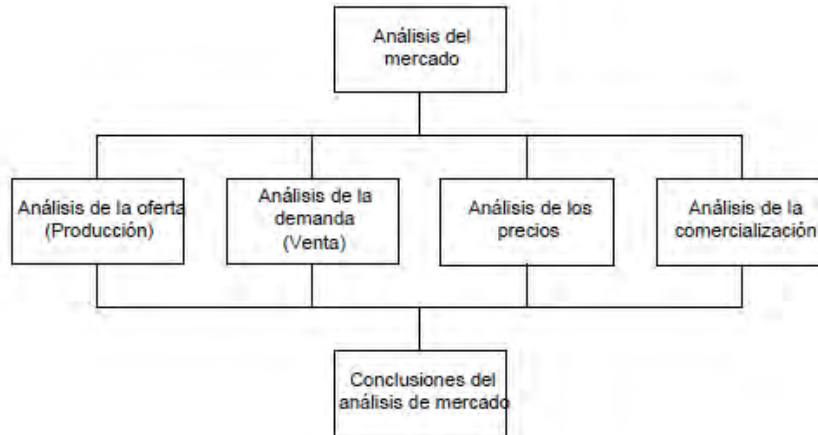 Análisis del
mercado
Análisis de la oferta
(Producción)
Análisis de la
demanda
(Venta)
Análisis de los
precios
Análisis de la
comercialización
Conclusiones del
análisis de mercado